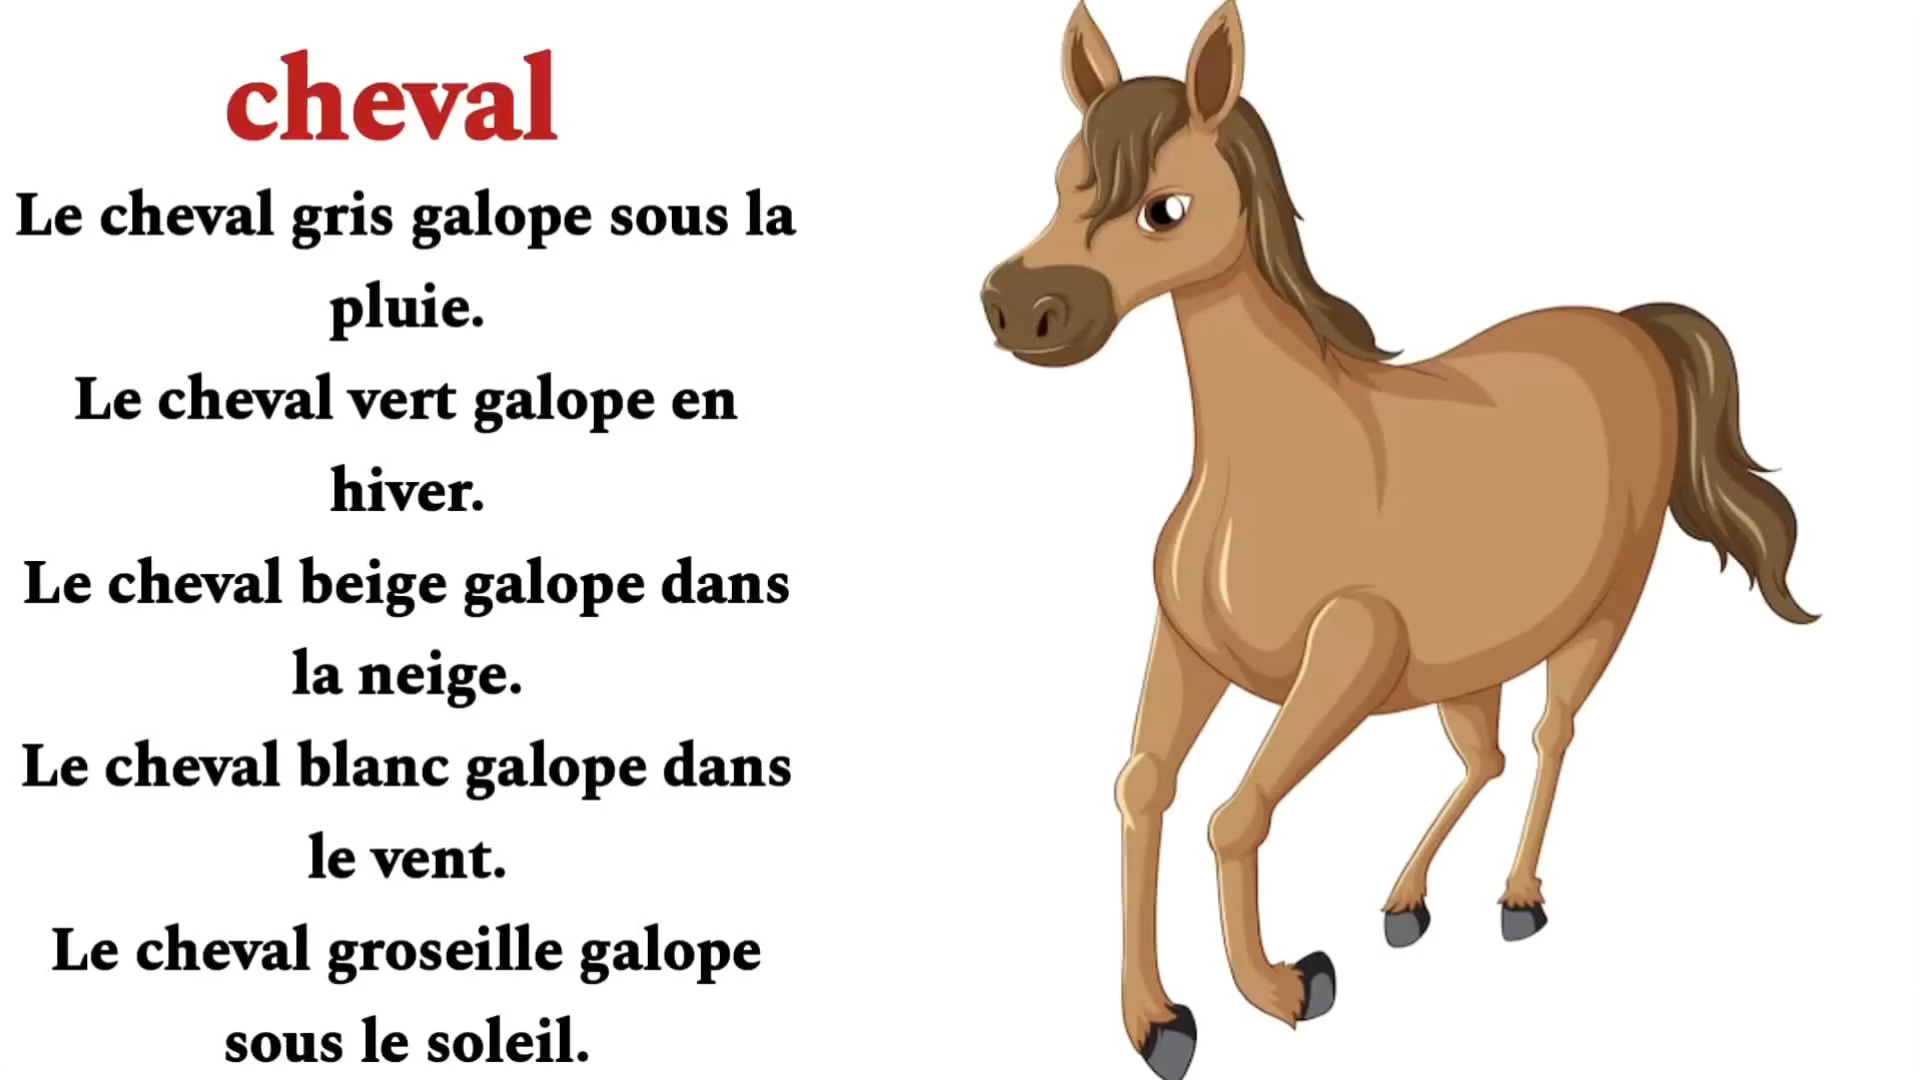 cheval
Le cheval gris galope sous la
pluie.
Le cheval vert galope en
hiver.
Le cheval beige galope dans
la neige.
Le cheval blanc galope dans
le vent.
Le cheval groseille galope
sous le soleil.